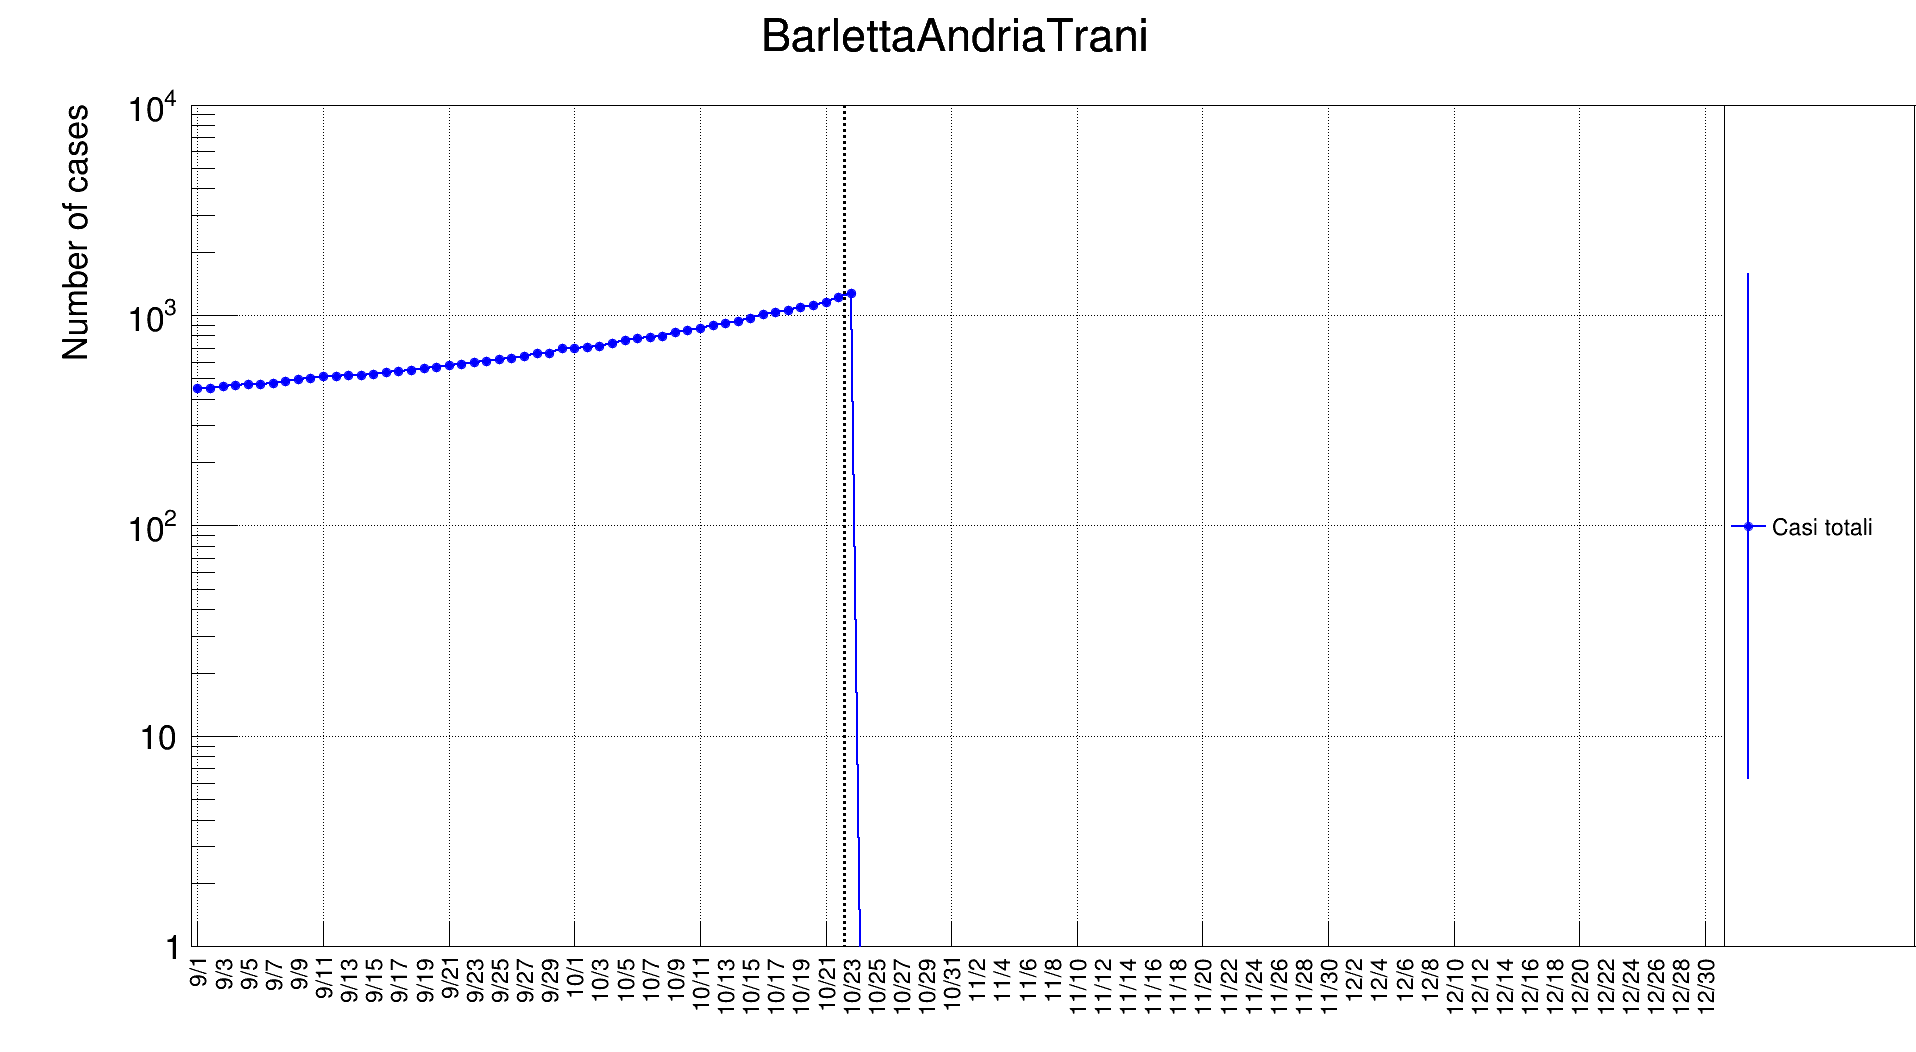 BarlettaAndriaTrani
Number of cases
10^4
10^3
10^2
10
1
9/1 9/3 9/5 9/7 9/9 9/11 9/13 9/15 9/17 9/19 9/21 9/23 9/25 9/27 9/29 10/1 10/3 10/5 10/7 10/9 10/11 10/13 10/15 10/17 10/19 10/21 10/23 10/25 10/27 10/29 10/31 11/2 11/4 11/6 11/8 11/10 11/12 11/14 11/16 11/18 11/20 11/22 11/24 11/26 11/28 11/30 12/2 12/4 12/6 12/8 12/10 12/12 12/14 12/16 12/18 12/20 12/22 12/24 12/26 12/28 12/30
Casi totali